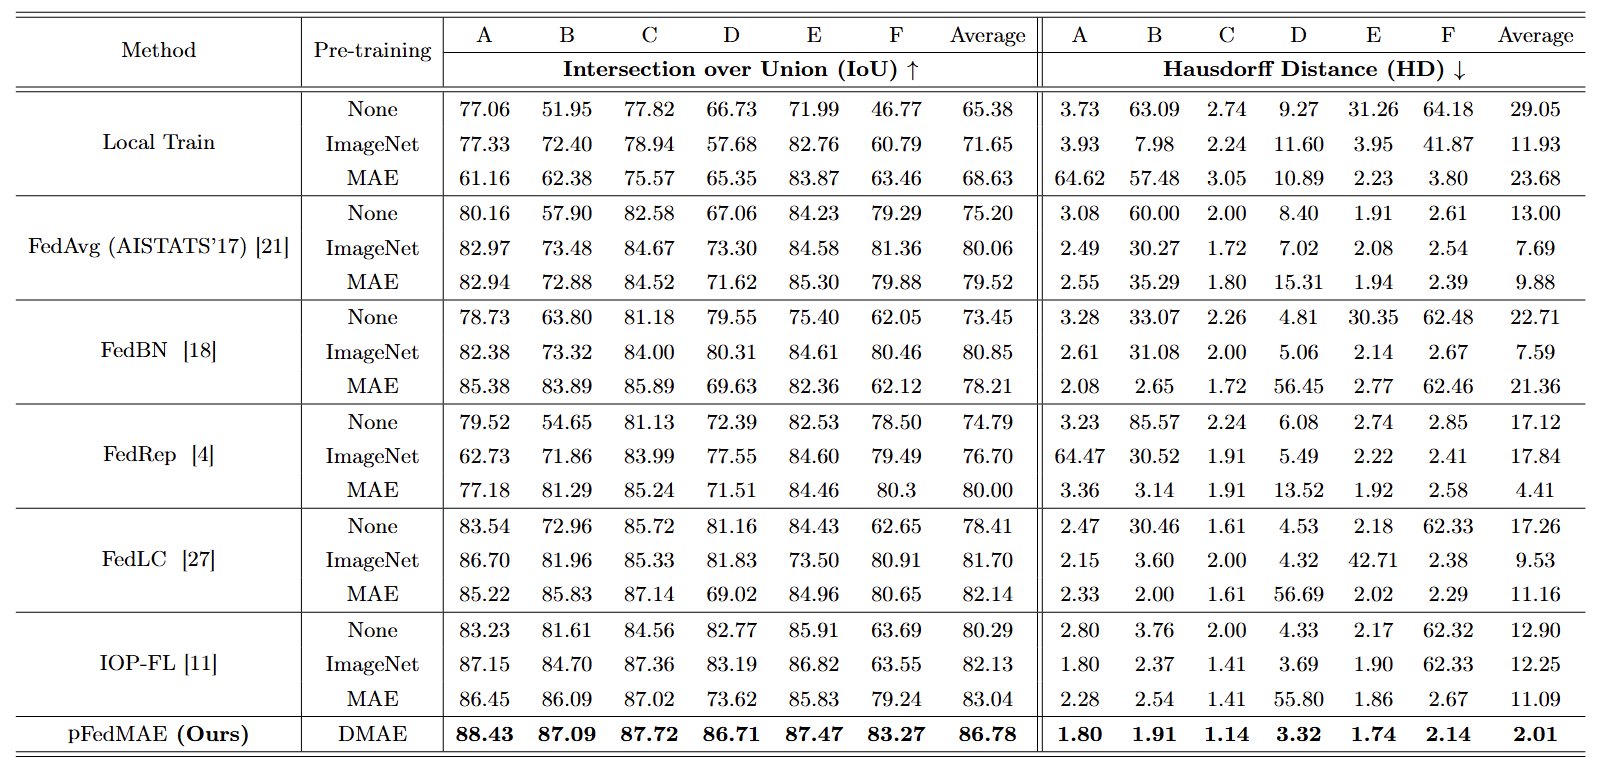 Method Pre-training A B C D E F Average A B C D E F Average
Intersection over Union (IoU) ↑ Hausdorff Distance (HD) ↓
Local Train None 77.06 51.95 77.82 66.73 71.99 46.77 65.38 3.73 63.09 2.74 9.27 31.26 64.18 29.05
ImageNet 77.33 72.40 78.94 57.68 82.76 60.79 71.65 3.93 7.98 2.24 11.60 3.95 41.87 11.93
MAE 61.16 62.38 75.57 65.35 83.87 63.46 68.63 64.62 57.48 3.05 10.89 2.23 3.80 23.68
FedAvg (AISTATS'17) [21] None 80.16 57.90 82.58 67.06 84.23 79.29 75.20 3.08 60.00 2.00 8.40 1.91 2.61 13.00
ImageNet 82.97 73.48 84.67 73.30 84.58 81.36 80.06 2.49 30.27 1.72 7.02 2.08 2.54 7.69
MAE 82.94 72.88 84.52 71.62 85.30 79.88 79.52 2.55 35.29 1.80 15.31 1.94 2.39 9.88
FedBN [18] None 78.73 63.80 81.18 79.55 75.40 62.05 73.45 3.28 33.07 2.26 4.81 30.35 62.48 22.71
ImageNet 82.38 73.32 84.00 80.31 84.61 80.46 80.85 2.61 31.08 2.00 5.06 2.14 2.67 7.59
MAE 85.38 83.89 85.89 69.63 82.36 62.12 78.21 2.08 2.65 1.72 56.45 2.77 62.46 21.36
FedRep [4] None 79.52 54.65 81.13 72.39 82.53 78.50 74.79 3.23 85.57 2.24 6.08 2.74 2.85 17.12
ImageNet 62.73 71.86 83.99 77.55 84.60 79.49 76.70 64.47 30.52 1.91 5.49 2.22 2.41 17.84
MAE 77.18 81.29 85.24 71.51 84.46 80.3 80.00 3.36 3.14 1.91 13.52 1.92 2.58 4.41
FedLC [27] None 83.54 72.96 85.72 81.16 84.43 62.65 78.41 2.47 30.46 1.61 4.53 2.18 62.33 17.26
ImageNet 86.70 81.96 85.33 81.83 73.50 80.91 81.70 2.15 3.60 2.00 4.32 42.71 2.38 9.53
MAE 85.22 85.83 87.14 69.02 84.96 80.65 82.14 2.33 2.00 1.61 56.69 2.02 2.29 11.16
IOP-FL [11] None 83.23 81.61 84.56 82.77 85.91 63.69 80.29 2.80 3.76 2.00 4.33 2.17 62.32 12.90
ImageNet 87.15 84.70 87.36 83.19 86.82 63.55 82.13 1.80 2.37 1.41 3.69 1.90 62.33 12.25
MAE 86.45 86.09 87.02 73.62 85.83 79.24 83.04 2.28 2.54 1.41 55.80 1.86 2.67 11.09
pFedMAE (Ours) DMAE 88.43 87.09 87.72 86.71 87.47 83.27 86.78 1.80 1.91 1.14 3.32 1.74 2.14 2.01